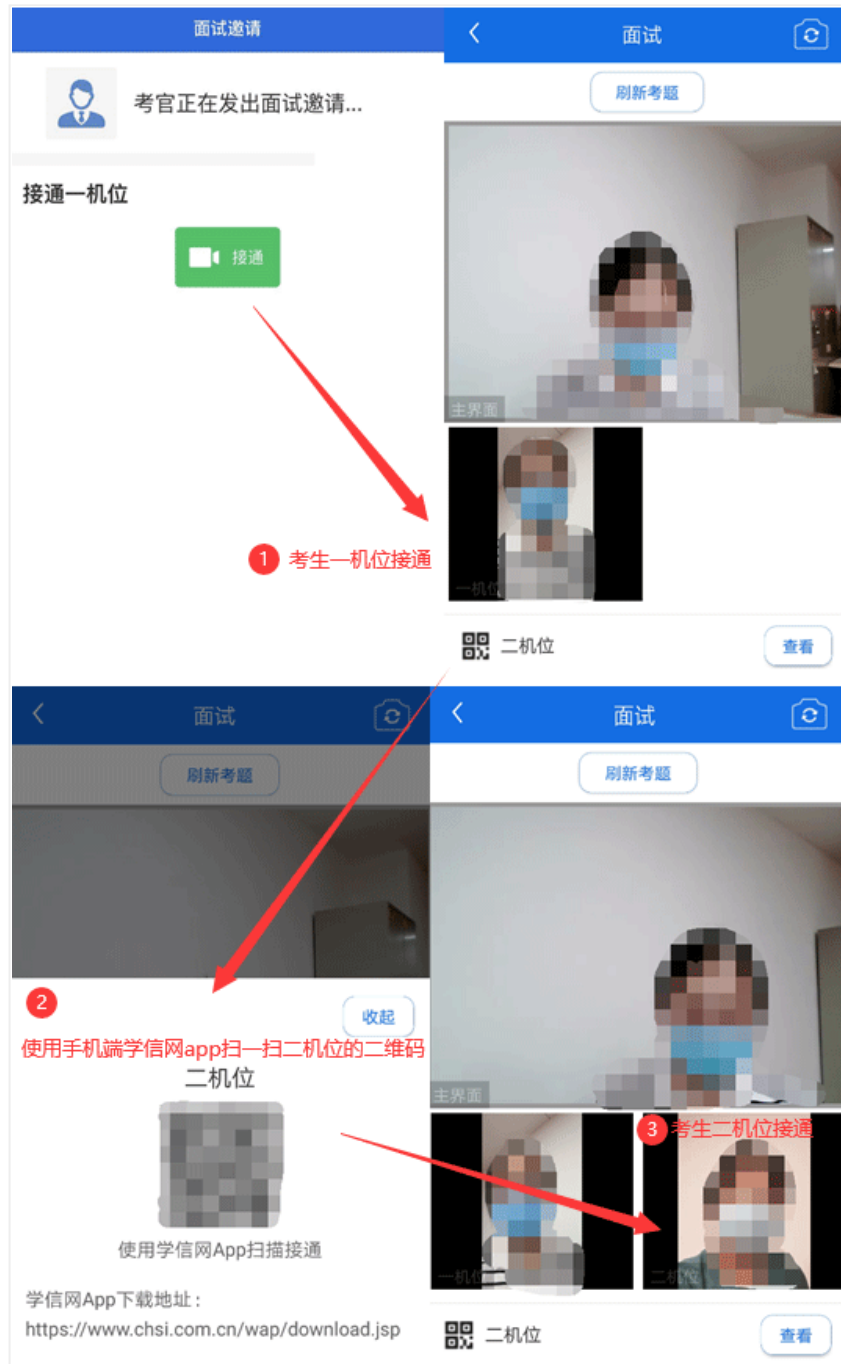 面试邀请
考官正在发出面试邀请...
接通一机位
接通
1 考生一机位接通
面试
刷新考题
主界面
一机位
二机位
查看
面试
刷新考题
2
收起
使用手机端学信网app扫一扫二机位的二维码
二机位
使用学信网App扫描接通
学信网App下载地址：
https://www.chsi.com.cn/wap/download.jsp
面试
刷新考题
主界面
3 考生二机位接通
一机位
二机位
二机位
查看